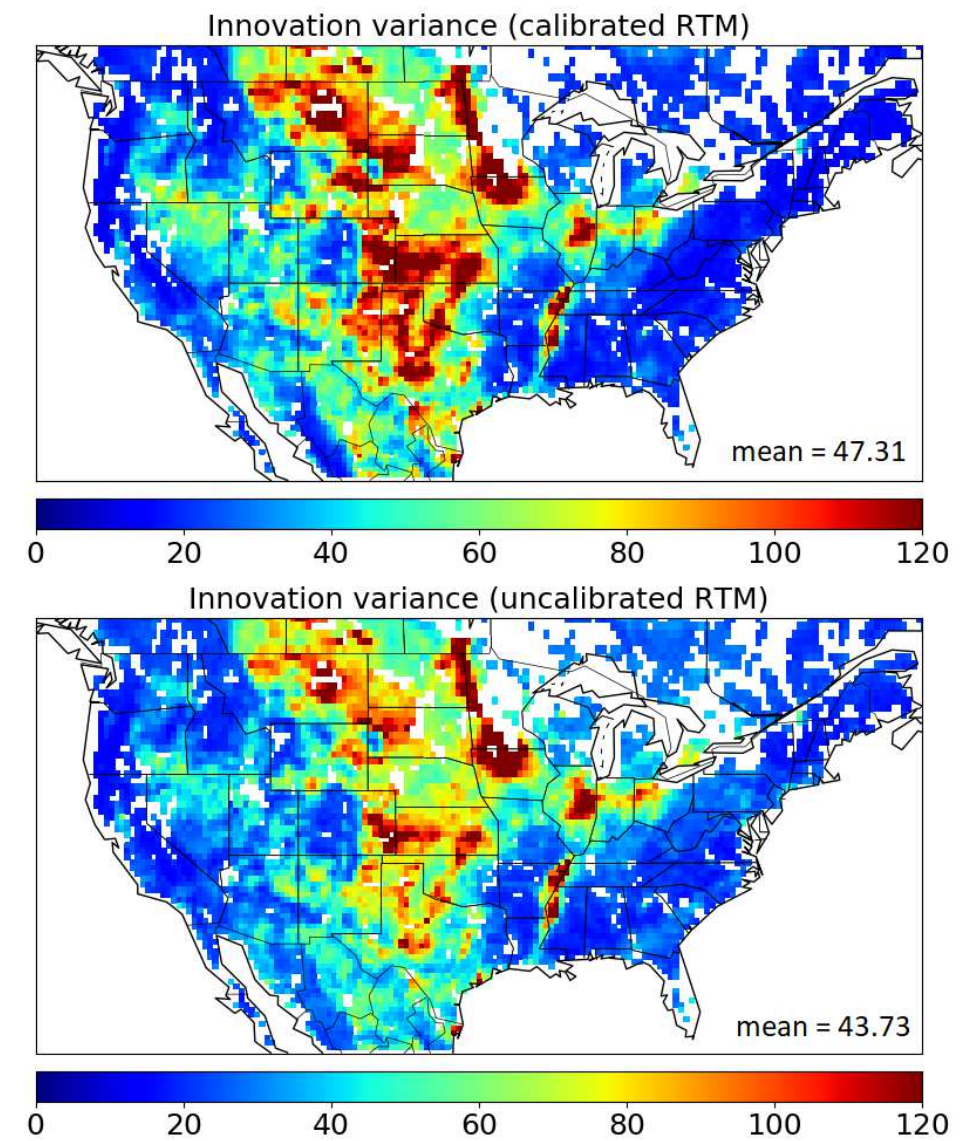 Innovation variance (calibrated RTM)
mean = 47.31
0 20 40 60 80 100 120
Innovation variance (uncalibrated RTM)
mean = 43.73
0 20 40 60 80 100 120